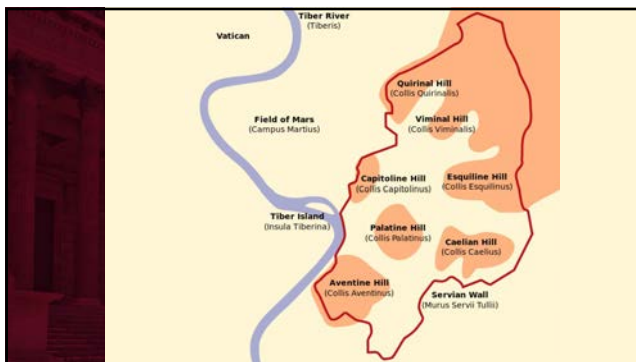 Tiber River
(Tiberis)
Vatican
Quirinal Hill
(Collis Quirinalis)
Field of Mars
(Campus Martius)
Viminal Hill
(Collis Viminalis)
Capitoline Hill
(Collis Capitolinus)
Esquiline Hill
(Collis Esquilinus)
Tiber Island
(Insula Tiberina)
Palatine Hill
(Collis Palatinus)
Caelian Hill
(Collis Caelius)
Aventine Hill
(Collis Aventinus)
Servian Wall
(Murus Servii Tullii)